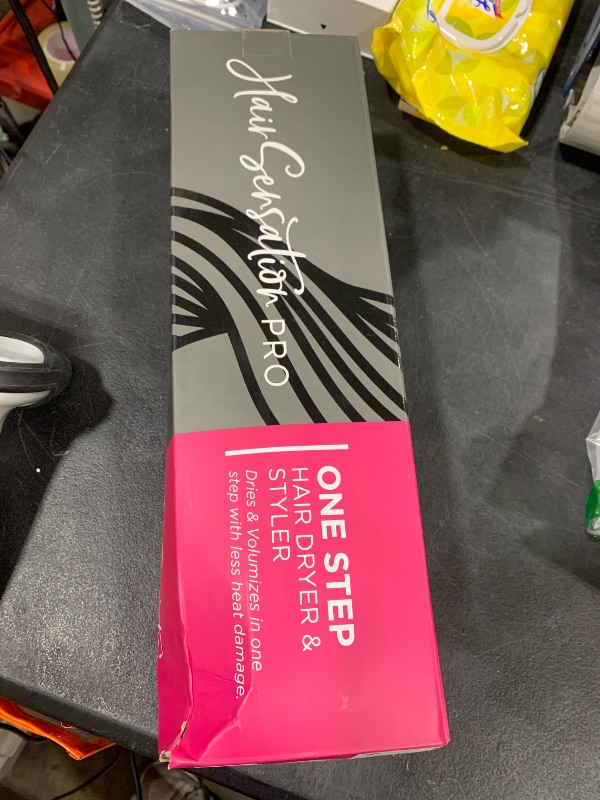 Hair Sensation PRO
ONE STEP
HAIR DRYER &
STYLER
Dries & Volumizes in one
step with less heat damage.